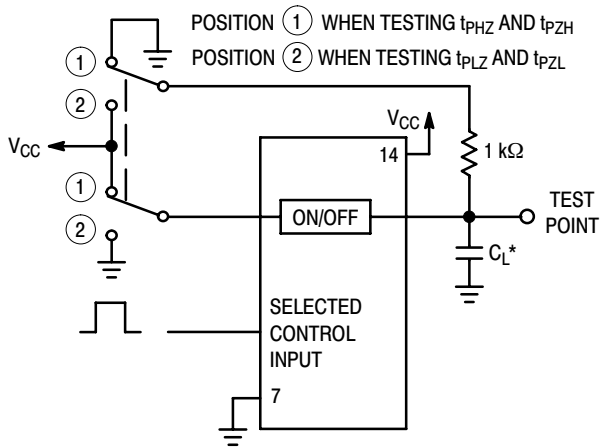 POSITION 1 WHEN TESTING tPHZ AND tPZH
POSITION 2 WHEN TESTING tPLZ AND tPZL
1
2
VCC
1
2
VCC
14
1 kΩ
ON/OFF
TEST
POINT
CL*
SELECTED
CONTROL
INPUT
7